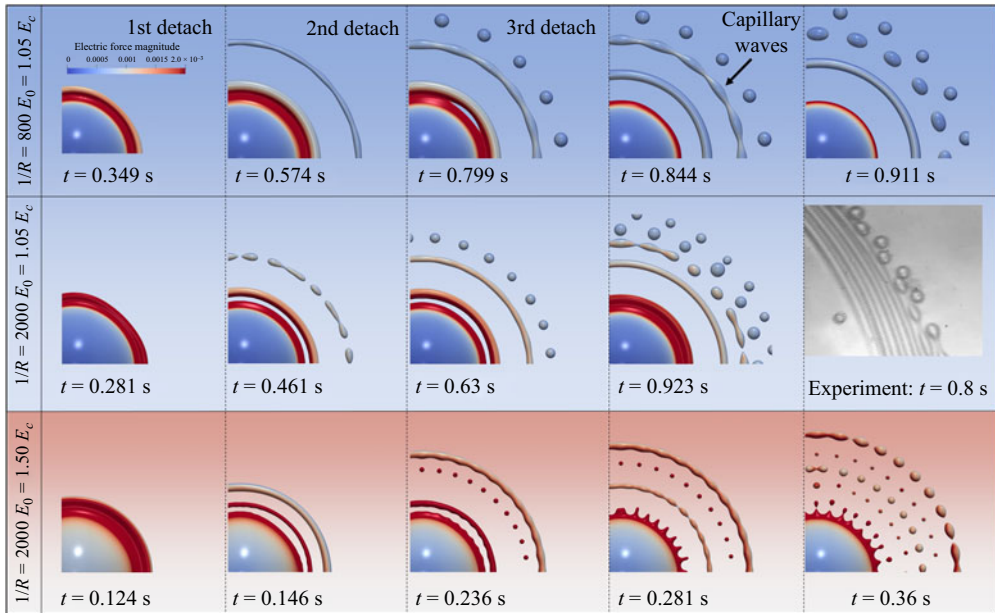 1st detach
2nd detach
3rd detach
Capillary
waves
Electric force magnitude
0 0.0005 0.001 0.0015 2.0 × 10⁻³
1/R = 800 E₀ = 1.05 E꜀
t = 0.349 s
t = 0.574 s
t = 0.799 s
t = 0.844 s
t = 0.911 s
1/R = 2000 E₀ = 1.05 E꜀
t = 0.281 s
t = 0.461 s
t = 0.63 s
t = 0.923 s
Experiment: t = 0.8 s
1/R = 2000 E₀ = 1.50 E꜀
t = 0.124 s
t = 0.146 s
t = 0.236 s
t = 0.281 s
t = 0.36 s